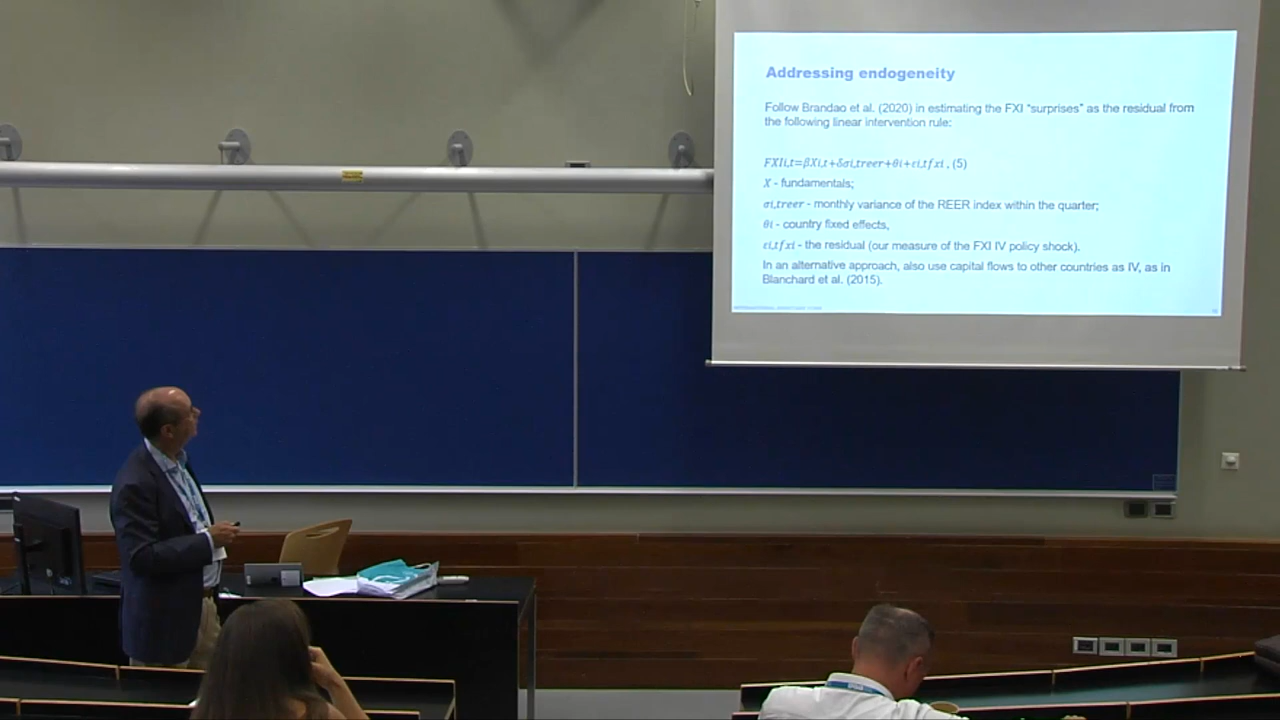 Addressing endogeneity
Follow Brandao et al. (2020) in estimating the FXI “surprises” as the residual from
the following linear intervention rule:
FXIi,t=βXi,t+δσi,treer+θi+εi,tfxi . (5)
X - fundamentals;
σi,treer - monthly variance of the REER index within the quarter;
θi - country fixed effects,
εi,tfxi - the residual (our measure of the FXI IV policy shock).
In an alternative approach, also use capital flows to other countries as IV, as in
Blanchard et al. (2015).
INTERNATIONAL MONETARY FUND